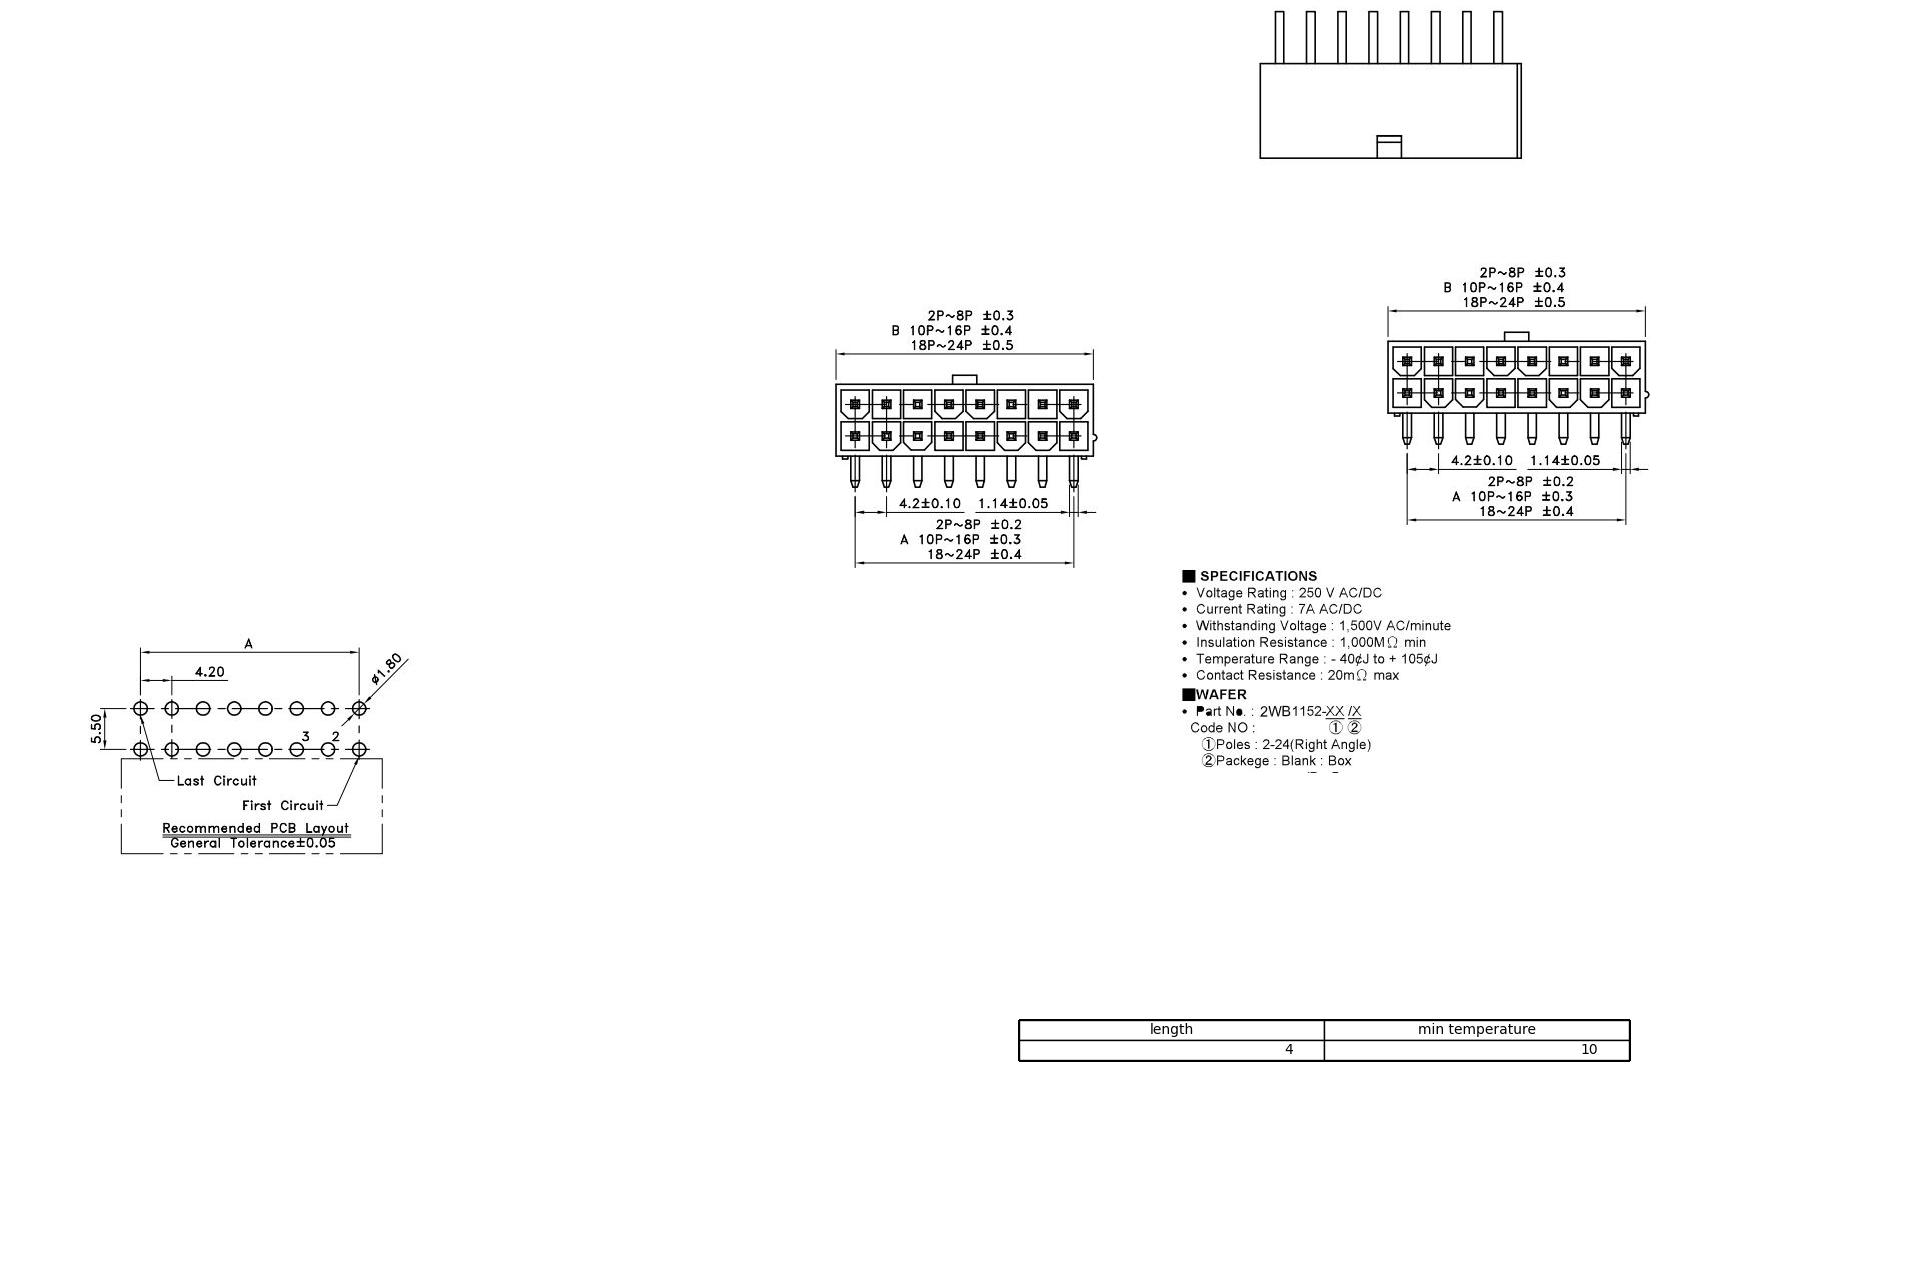 2P~8P ±0.3
B 10P~16P ±0.4
18P~24P ±0.5
4.2±0.10 1.14±0.05
2P~8P ±0.2
A 10P~16P ±0.3
18~24P ±0.4
2P~8P ±0.3
B 10P~16P ±0.4
18P~24P ±0.5
4.2±0.10 1.14±0.05
2P~8P ±0.2
A 10P~16P ±0.3
18~24P ±0.4
■ SPECIFICATIONS
• Voltage Rating : 250 V AC/DC
• Current Rating : 7A AC/DC
• Withstanding Voltage : 1,500V AC/minute
• Insulation Resistance : 1,000MΩ min
• Temperature Range : - 40¢J to + 105¢J
• Contact Resistance : 20mΩ max
■WAFER
• Part No. : 2WB1152-XX /X
Code NO : ① ②
①Poles : 2-24(Right Angle)
②Packege : Blank : Box
A
4.20
ø1.80
5.50
3 2
Last Circuit
First Circuit
Recommended PCB Layout
General Tolerance±0.05
length min temperature
4 10